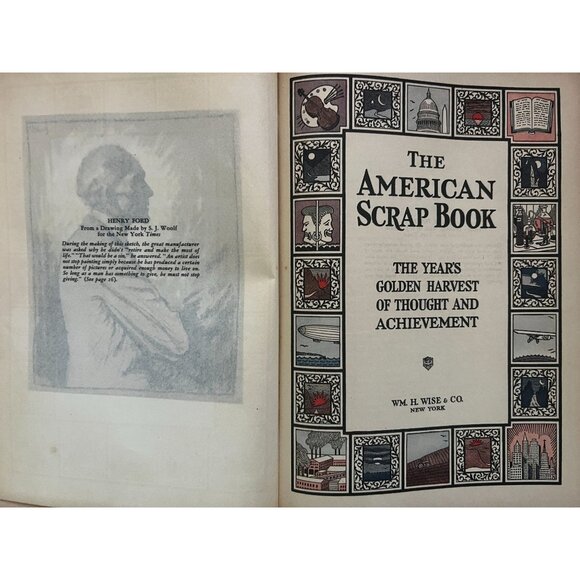 HENRY FORD
From a Drawing Made by S. J. Woolf
for the New York Times
During the making of this sketch, the great manufacturer
was asked why he didn't "retire and make the most of
life." "That would be a sin," he answered. "An artist does
not stop painting simply because he has produced a certain
number of pictures or acquired enough money to live on.
So long as a man has something to give, he must not stop
giving." (See page 16).
THE
AMERICAN
SCRAP BOOK
THE YEAR'S
GOLDEN HARVEST
OF THOUGHT AND
ACHIEVEMENT
WM. H. WISE & CO.
NEW YORK